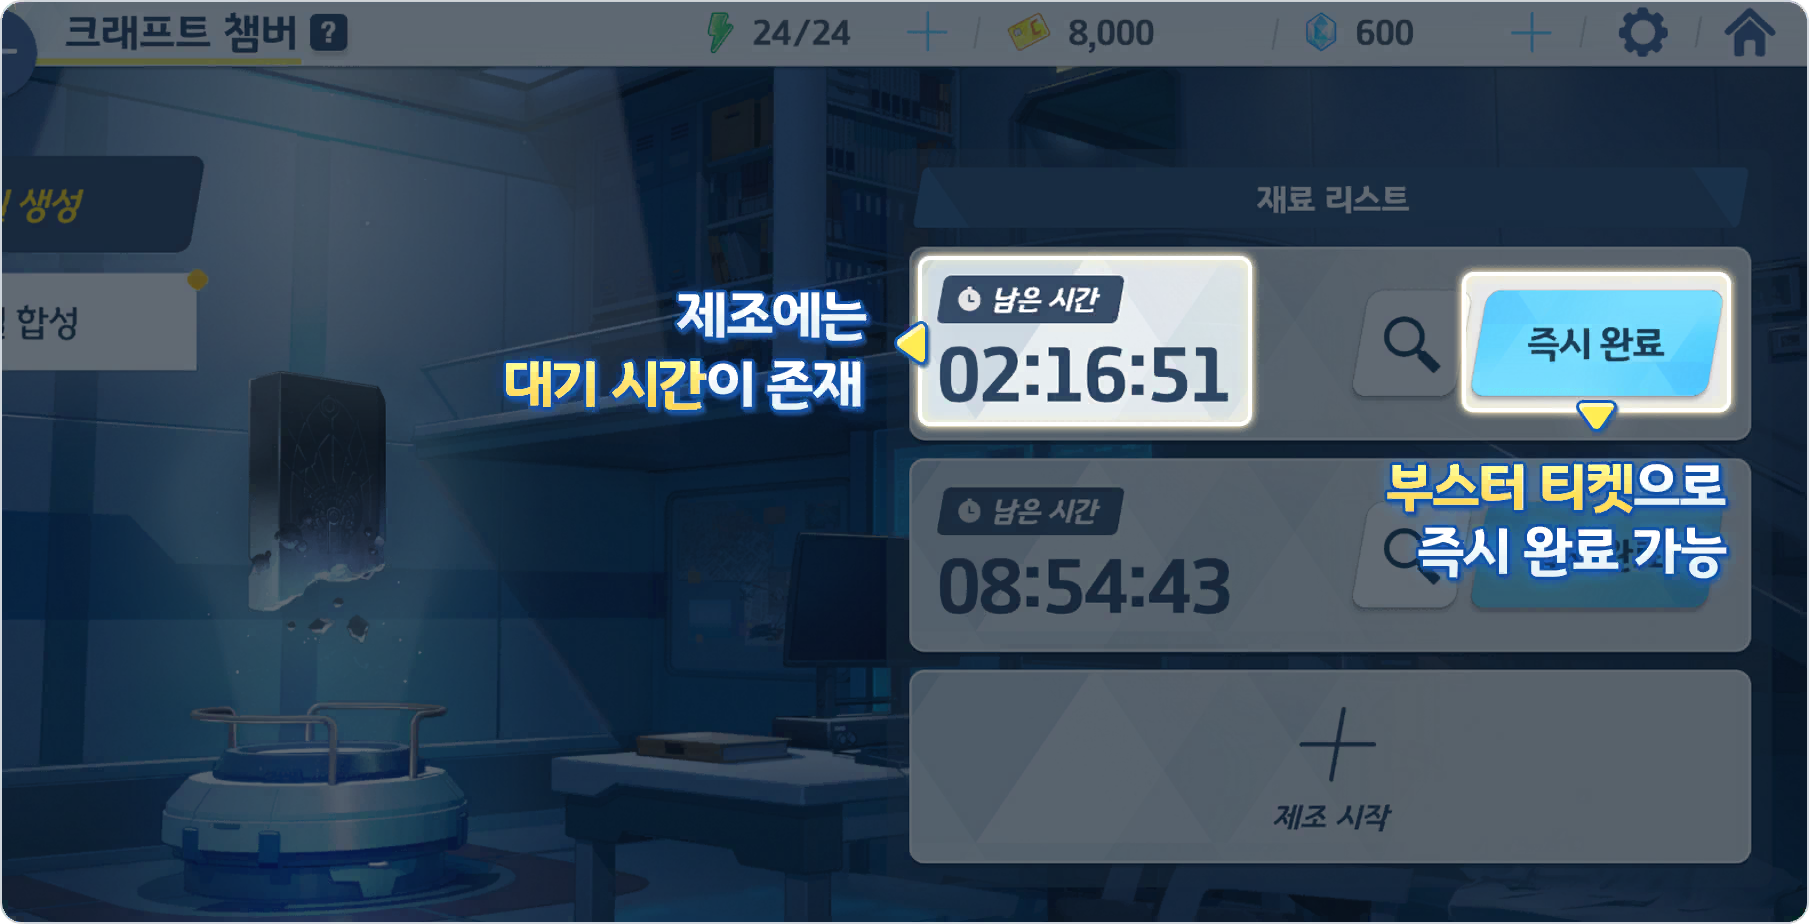 크래프트 챔버 ?
24/24
8,000
600
생성
합성
재료 리스트
남은 시간
02:16:51
즉시 완료
제조에는
대기 시간이 존재
남은 시간
08:54:43
부스터 티켓으로
즉시 완료 가능
제조 시작